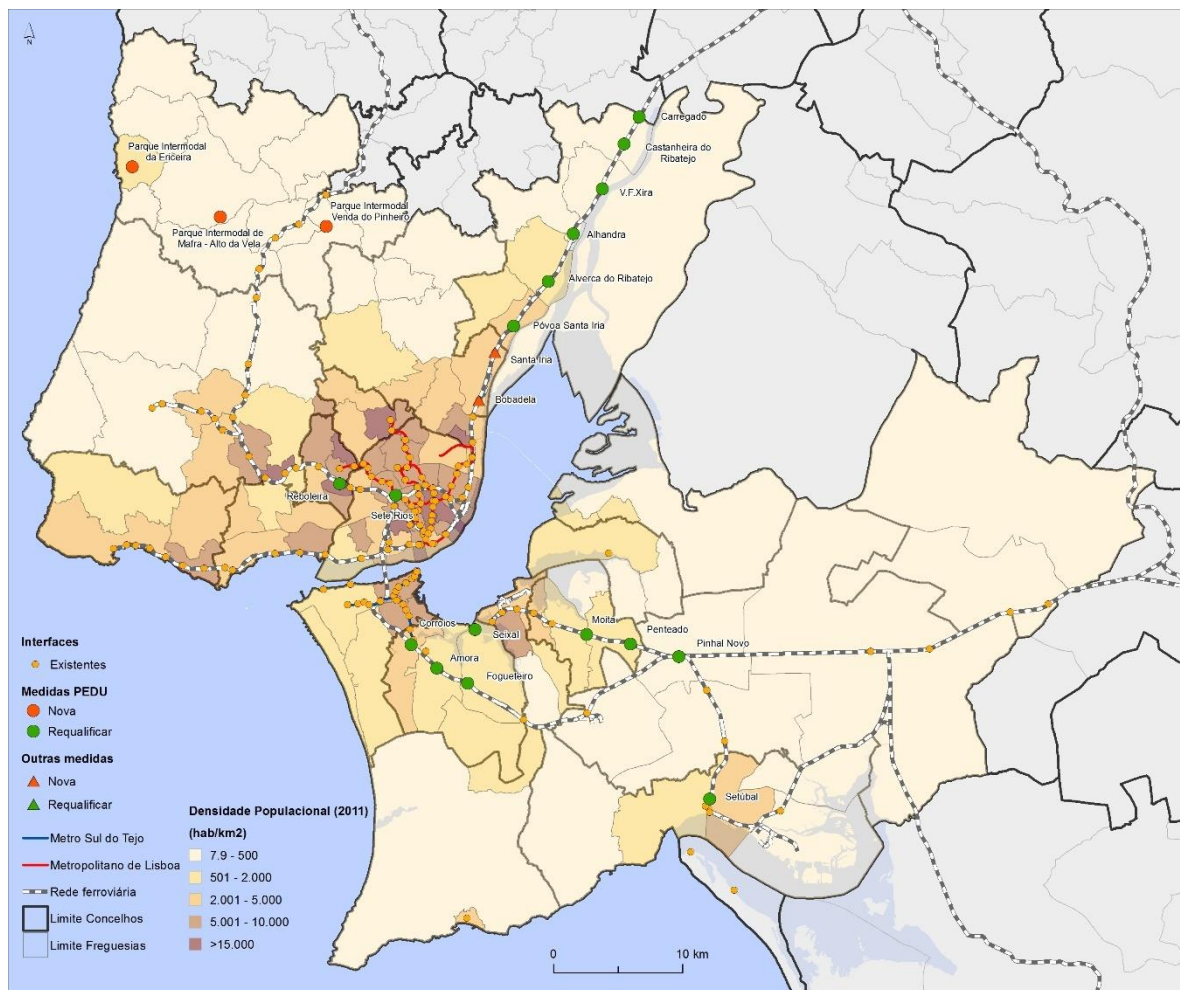 N
Carregado
Castanheira do
Ribatejo
Parque Intermodal
da Ericeira
V.F.Xira
Parque Intermodal
Venda do Pinheiro
Parque Intermodal de
Mafra - Alto da Vela
Alhandra
Alverca do Ribatejo
Póvoa Santa Iria
Santa Iria
Bobadela
Reboleira
Sete Rios
Corroios
Seixal
Moita
Penteado
Pinhal Novo
Amora
Fogueteiro
Setúbal
Interfaces
Existentes
Medidas PEDU
Nova
Requalificar
Outras medidas
Nova
Requalificar
Metro Sul do Tejo
Metropolitano de Lisboa
Rede ferroviária
Limite Concelhos
Limite Freguesias
Densidade Populacional (2011)
(hab/km2)
7.9 - 500
501 - 2.000
2.001 - 5.000
5.001 - 10.000
>15.000
0 10 km